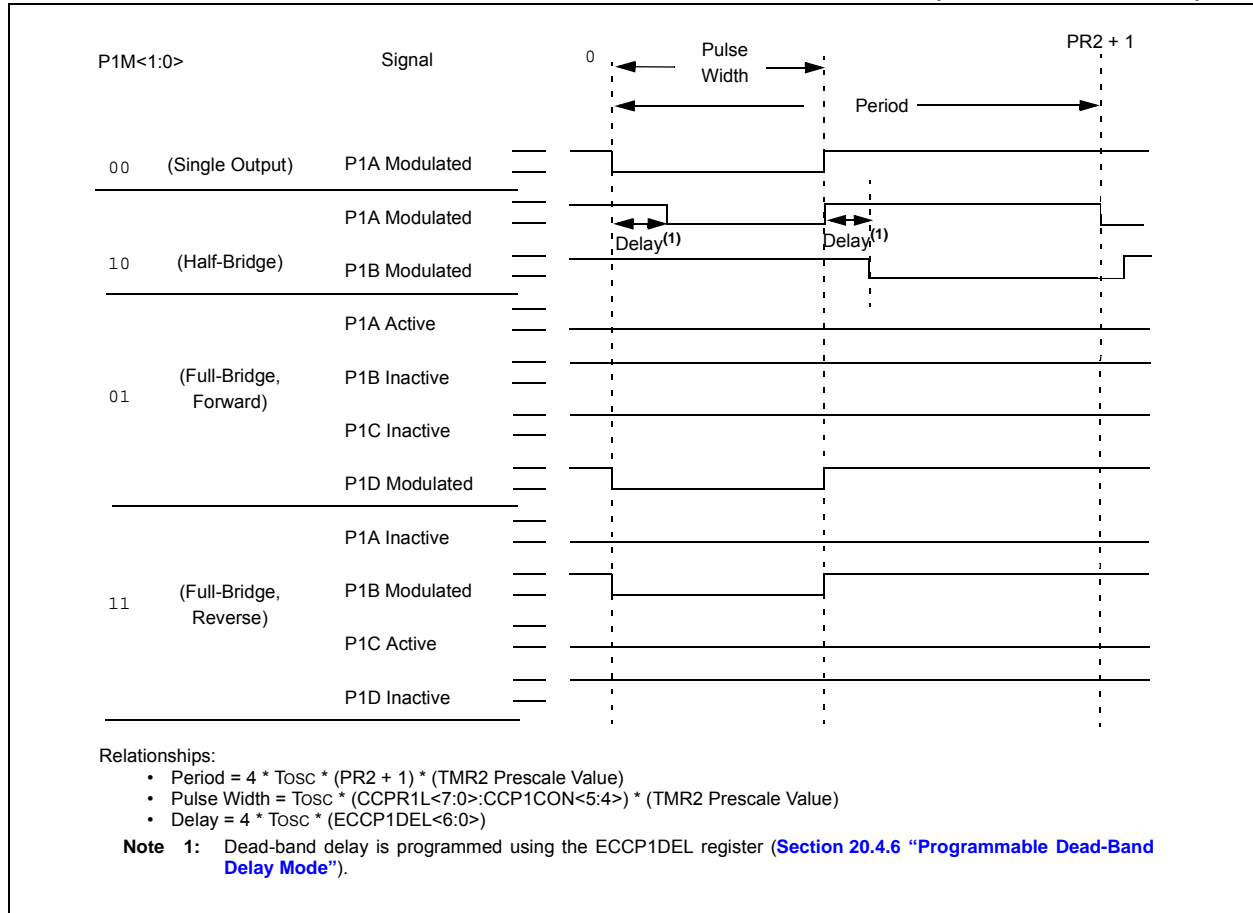 P1M<1:0> Signal 0 Pulse Width PR2 + 1
Period
00 (Single Output) P1A Modulated
P1A Modulated
Delay(1) Delay(1)
10 (Half-Bridge) P1B Modulated
P1A Active
01 (Full-Bridge, Forward) P1B Inactive
P1C Inactive
P1D Modulated
P1A Inactive
11 (Full-Bridge, Reverse) P1B Modulated
P1C Active
P1D Inactive
Relationships:
• Period = 4 * TOSC * (PR2 + 1) * (TMR2 Prescale Value)
• Pulse Width = TOSC * (CCPR1L<7:0>:CCP1CON<5:4>) * (TMR2 Prescale Value)
• Delay = 4 * TOSC * (ECCP1DEL<6:0>)
Note 1: Dead-band delay is programmed using the ECCP1DEL register (Section 20.4.6 “Programmable Dead-Band
Delay Mode”).